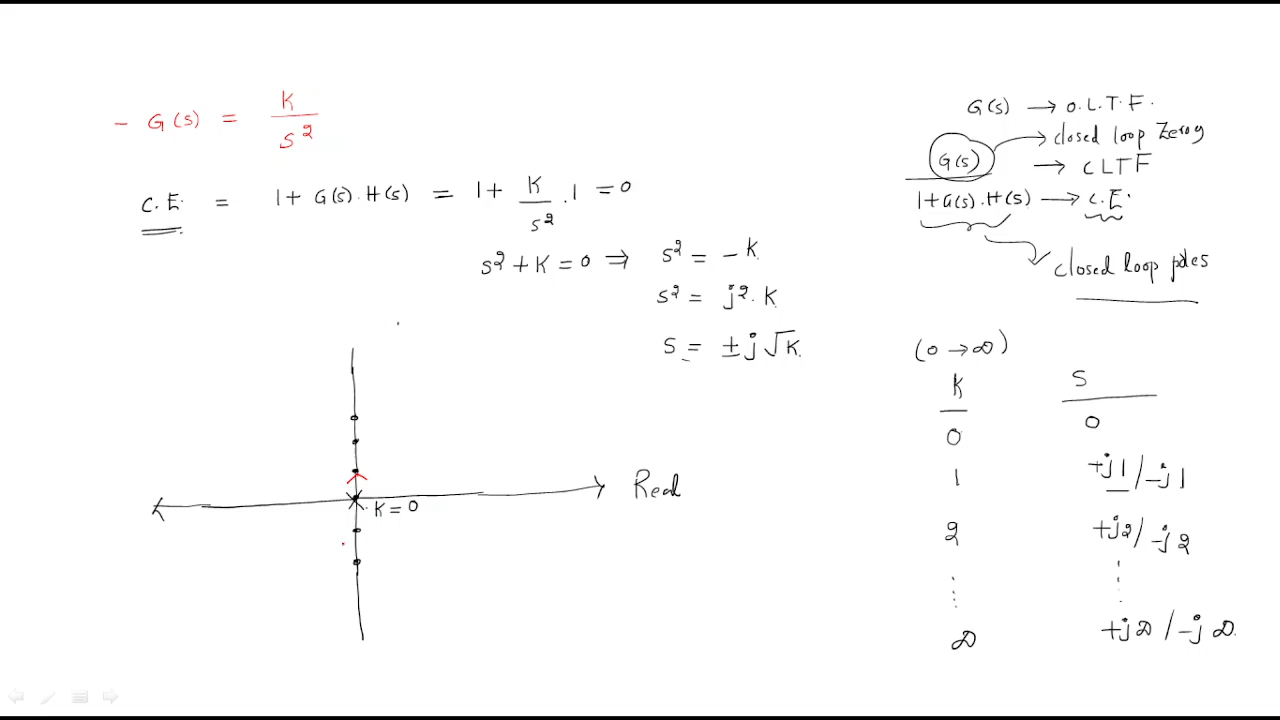 - G(s) = K / s²
C.E. = 1 + G(s).H(s) = 1 + K / s² . 1 = 0
s² + K = 0 ⇒ s² = - K
s² = j². K
s = ± j √K.
G(s) → O.L.T.F.
→ closed loop zeros
G(s) → CLTF
1+G(s).H(s) → C.E.
closed loop poles
(0 → ∞)
K S
0 0
1 +j1/-j1
2 +j2/-j2
⋮ ⋮
∞ +j∞/-j∞.
Real
K = 0